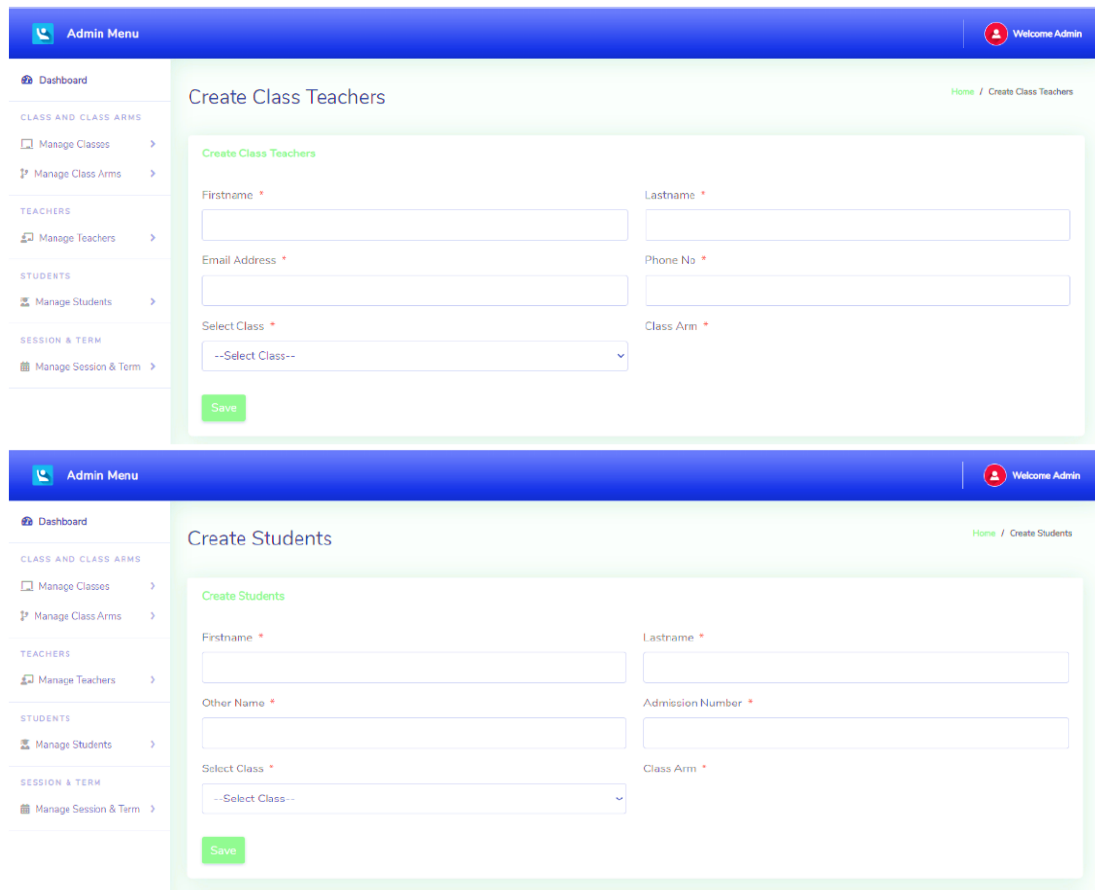 Admin Menu
Welcome Admin
Dashboard
CLASS AND CLASS ARMS
Manage Classes
Manage Class Arms
TEACHERS
Manage Teachers
STUDENTS
Manage Students
SESSION & TERM
Manage Session & Term
Create Class Teachers
Home / Create Class Teachers
Create Class Teachers
Firstname * Lastname *
Email Address * Phone No *
Select Class * Class Arm *
--Select Class--
Save
Admin Menu
Welcome Admin
Dashboard
CLASS AND CLASS ARMS
Manage Classes
Manage Class Arms
TEACHERS
Manage Teachers
STUDENTS
Manage Students
SESSION & TERM
Manage Session & Term
Create Students
Home / Create Students
Create Students
Firstname * Lastname *
Other Name * Admission Number *
Select Class * Class Arm *
--Select Class--
Save